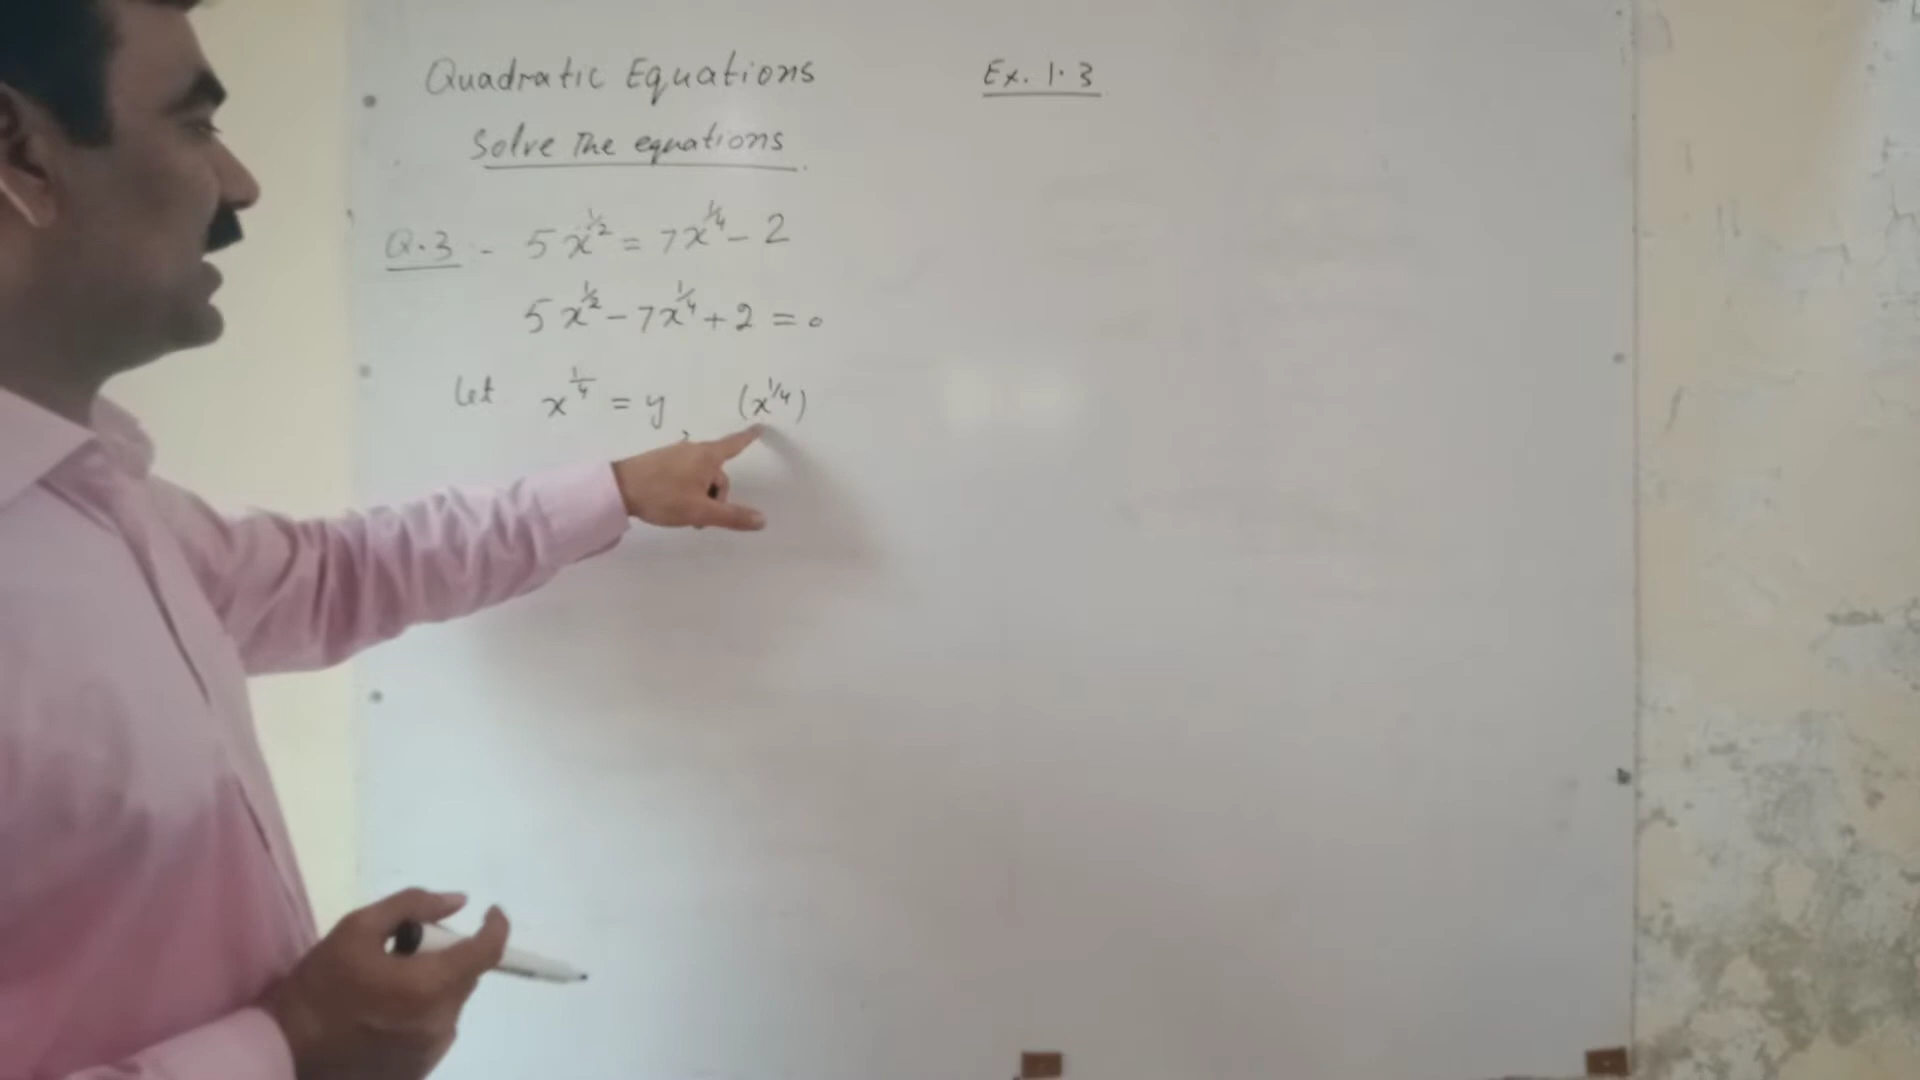 Quadratic Equations
Ex. 1.3
Solve The equations
Q.3 - 5x^{1/2} = 7x^{1/4} - 2
5x^{1/2} - 7x^{1/4} + 2 = 0
Let x^{1/4} = y (x^{1/4})